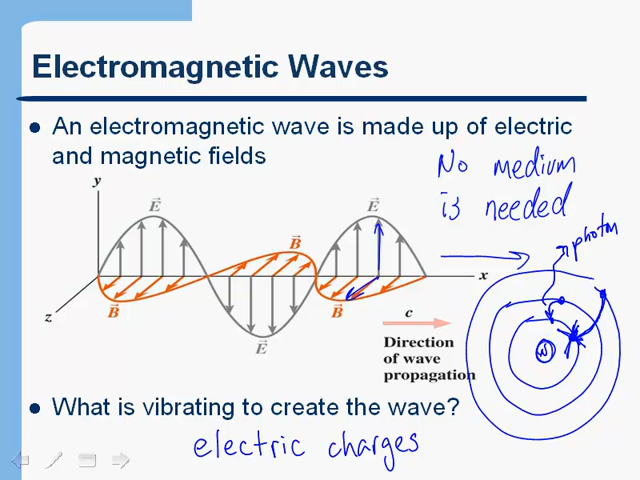 Electromagnetic Waves
An electromagnetic wave is made up of electric
and magnetic fields
No medium
is needed
photon
y
E
E
B
x
z
B
E
B
c
Direction
of wave
propagation
N
What is vibrating to create the wave?
electric charges